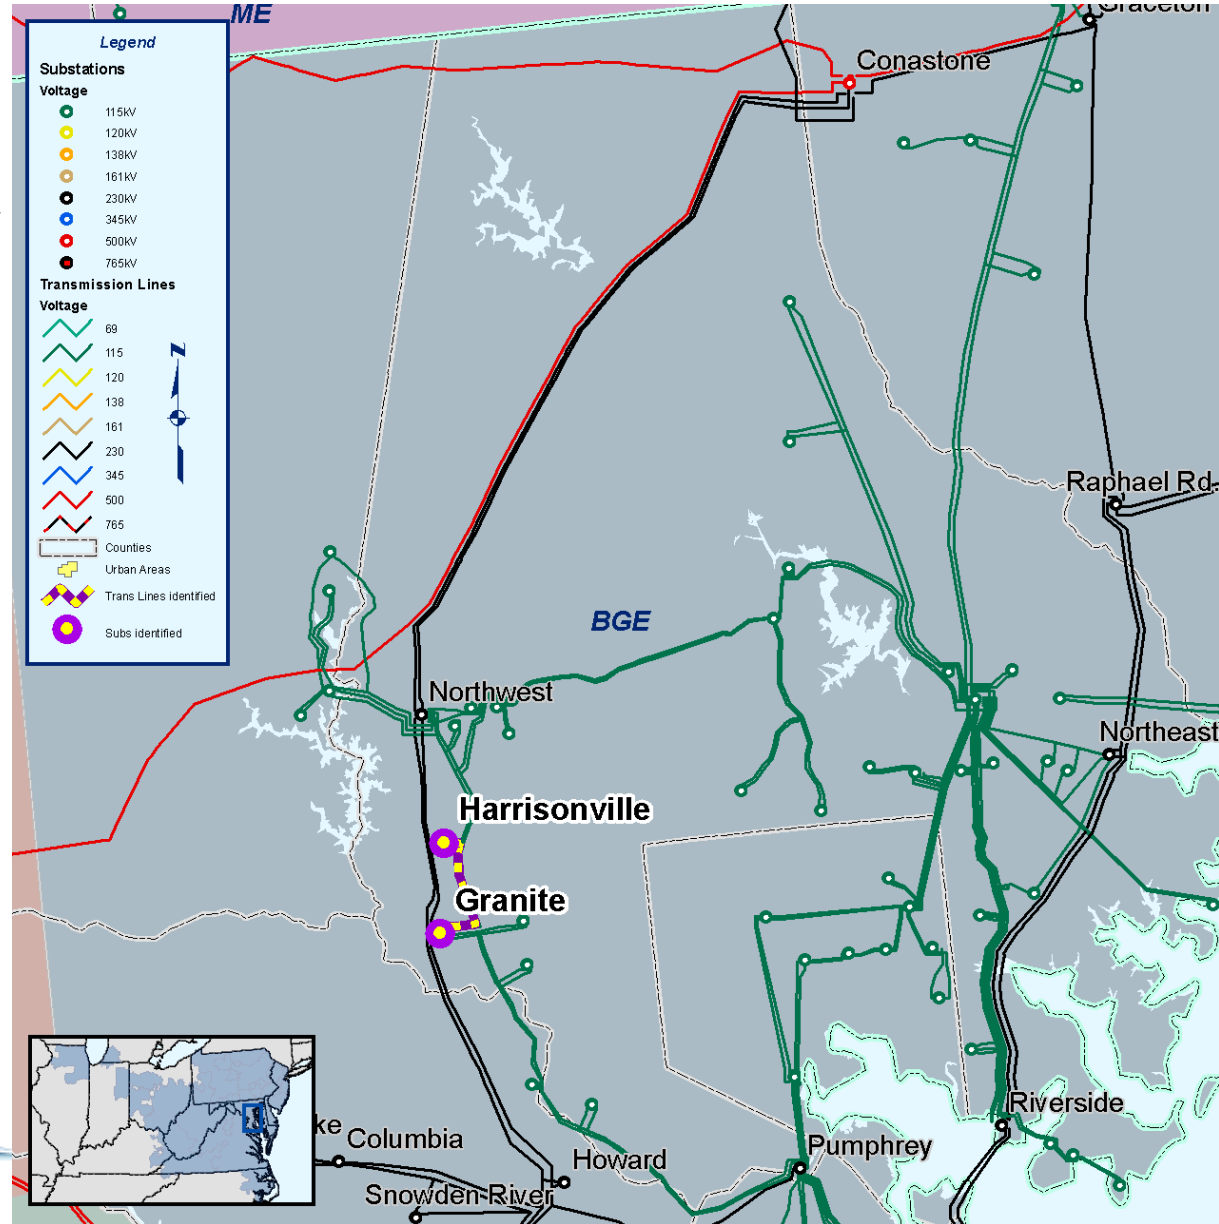 ME
Graceton
Legend
Substations
Voltage
115kV
120kV
138kV
161kV
230kV
345kV
500kV
765kV
Transmission Lines
Voltage
69
115
120
138
161
230
345
500
765
Counties
Urban Areas
Trans Lines identified
Subs identified
N
Conastone
Raphael Rd
BGE
Northwest
Northeast
Harrisonville
Granite
Riverside
ke
Columbia
Howard
Pumphrey
Snowden River